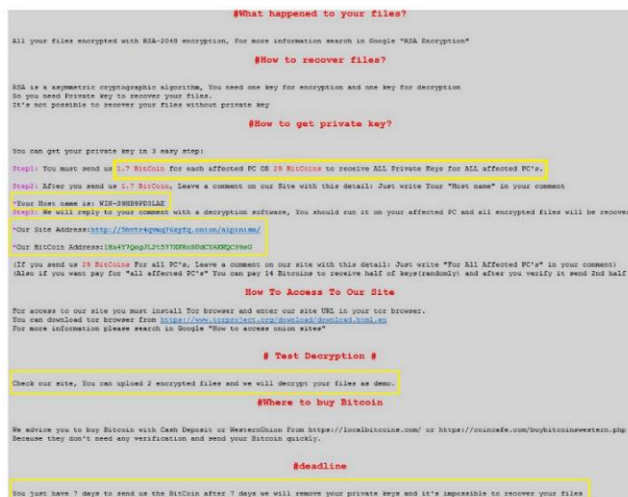 #What happened to your files?
All your files encrypted with RSA-2048 encryption, For more information search in Google "RSA Encryption"
#How to recover files?
RSA is a asymmetric cryptographic algorithm, You need one key for encryption and one key for decryption
So you need Private key to recover your files.
It's not possible to recover your files without private key
#How to get private key?
You can get your private key in 3 easy step:
Step1: You must send us 1.7 BitCoin for each affected PC OR 29 BitCoins to receive ALL Private Keys for ALL affected PC's.
Step2: After you send us 1.7 BitCoin, Leave a comment on our Site with this detail: Just write Your "Host name" in your comment
*Your Host name is:
Step3: We will reply to your comment with a decryption software, You should run it on your affected PC and all encrypted files will be recover
*Our Site Address:
*Our BitCoin Address:
(If you send us 29 BitCoins For all PC's, Leave a comment on our site with this detail: Just write "For All Affected PC's" in your comment)
(Also if you want pay for "all affected PC's" You can pay 14 Bitcoins to receive half of keys(randomly) and after you verify it send 2nd half
How To Access To Our Site
For access to our site you must install Tor browser and enter our site URL in your tor browser.
You can download tor browser from https://www.torproject.org/download/download.html.en
For more information please search in Google "How to access onion sites"
# Test Decryption #
Check our site, You can upload 2 encrypted files and we will decrypt your files as demo.
#Where to buy Bitcoin
We advice you to buy Bitcoin with Cash Deposit or WesternUnion From https://localbitcoins.com/ or https://coincafe.com/buybitcoinswestern.php
Because they don't need any verification and send your Bitcoin quickly.
#deadline
You just have 7 days to send us the BitCoin after 7 days we will remove your private keys and it's impossible to recover your files